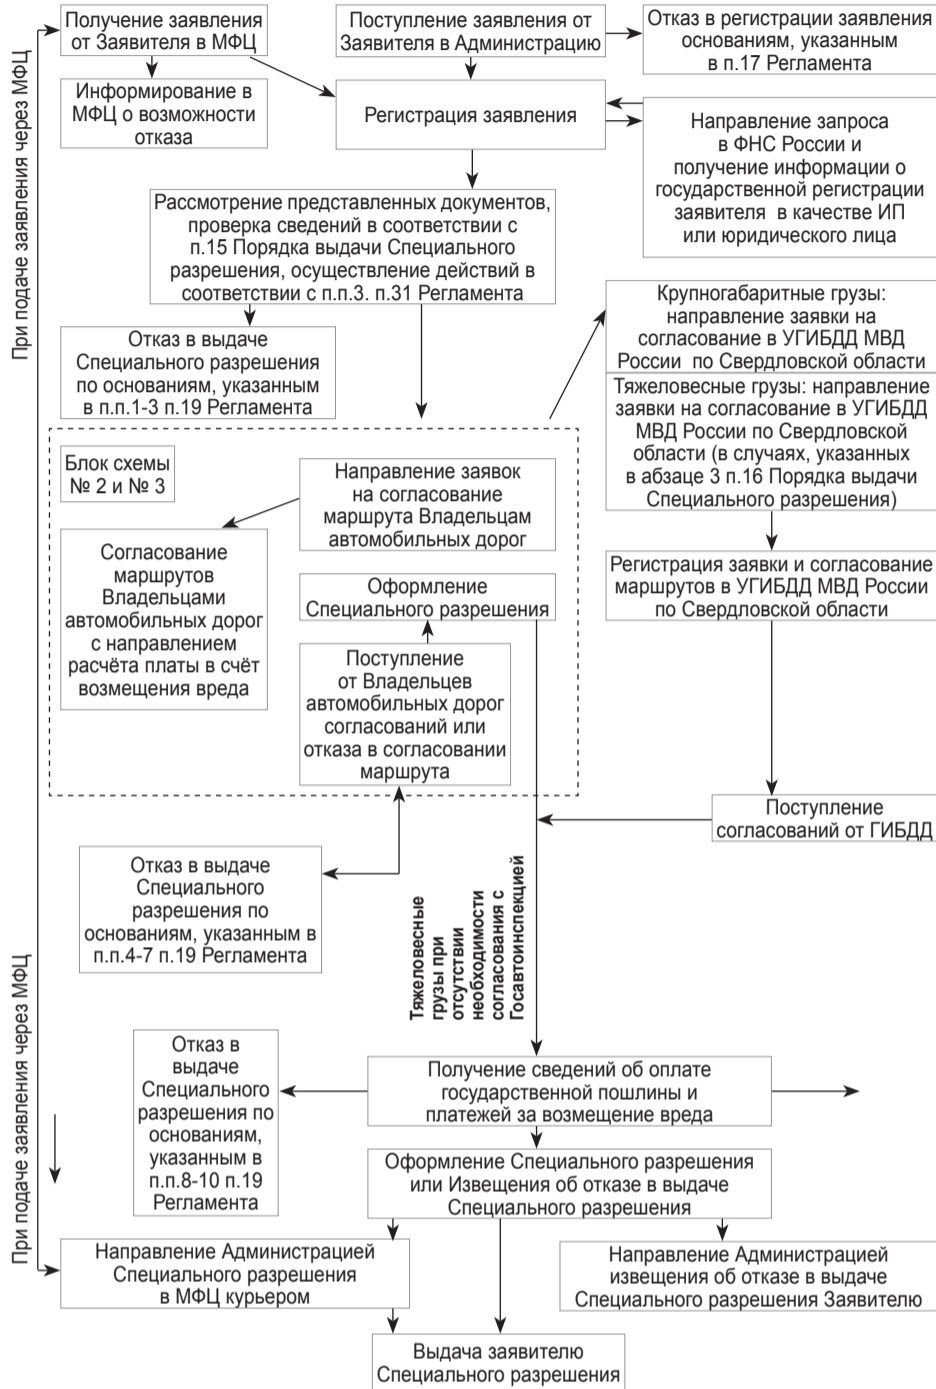 Получение заявления
от Заявителя в МФЦ
Поступление заявления от
Заявителя в Администрацию
Отказ в регистрации заявления
основаниям, указанным
в п.17 Регламента
Информирование в
МФЦ о возможности
отказа
Регистрация заявления
Направление запроса
в ФНС России и
получение информации о
государственной регистрации
заявителя в качестве ИП
или юридического лица
При подаче заявления через МФЦ
Рассмотрение представленных документов,
проверка сведений в соответствии с
п.15 Порядка выдачи Специального
разрешения, осуществление действий в
соответствии с п.п.3. п.31 Регламента
Отказ в выдаче
Специального разрешения
по основаниям, указанным
в п.п.1-3 п.19 Регламента
Крупногабаритные грузы:
направление заявки на
согласование в УГИБДД МВД
России по Свердловской области
Тяжеловесные грузы: направление
заявки на согласование в УГИБДД
МВД России по Свердловской
области (в случаях, указанных
в абзаце 3 п.16 Порядка выдачи
Специального разрешения)
Блок схемы
№ 2 и № 3
Направление заявок
на согласование
маршрута Владельцам
автомобильных дорог
Согласование
маршрутов
Владельцами
автомобильных дорог
с направлением
расчёта платы в счёт
возмещения вреда
Оформление
Специального разрешения
Поступление
от Владельцев
автомобильных дорог
согласований или
отказа в согласовании
маршрута
Регистрация заявки и согласование
маршрутов в УГИБДД МВД России
по Свердловской области
Поступление
согласований от ГИБДД
Отказ в выдаче
Специального
разрешения по
основаниям, указанным в
п.п.4-7 п.19 Регламента
Тяжеловесные
грузы при
отсутствии
необходимости
согласования с
Госавтоинспекцией
При подаче заявления через МФЦ
Отказ в
выдаче
Специального
разрешения по
основаниям,
указанным в
п.п.8-10 п.19
Регламента
Получение сведений об оплате
государственной пошлины и
платежей за возмещение вреда
Оформление Специального разрешения
или Извещения об отказе в выдаче
Специального разрешения
Направление Администрацией
Специального разрешения
в МФЦ курьером
Направление Администрацией
извещения об отказе в выдаче
Специального разрешения Заявителю
Выдача заявителю
Специального разрешения